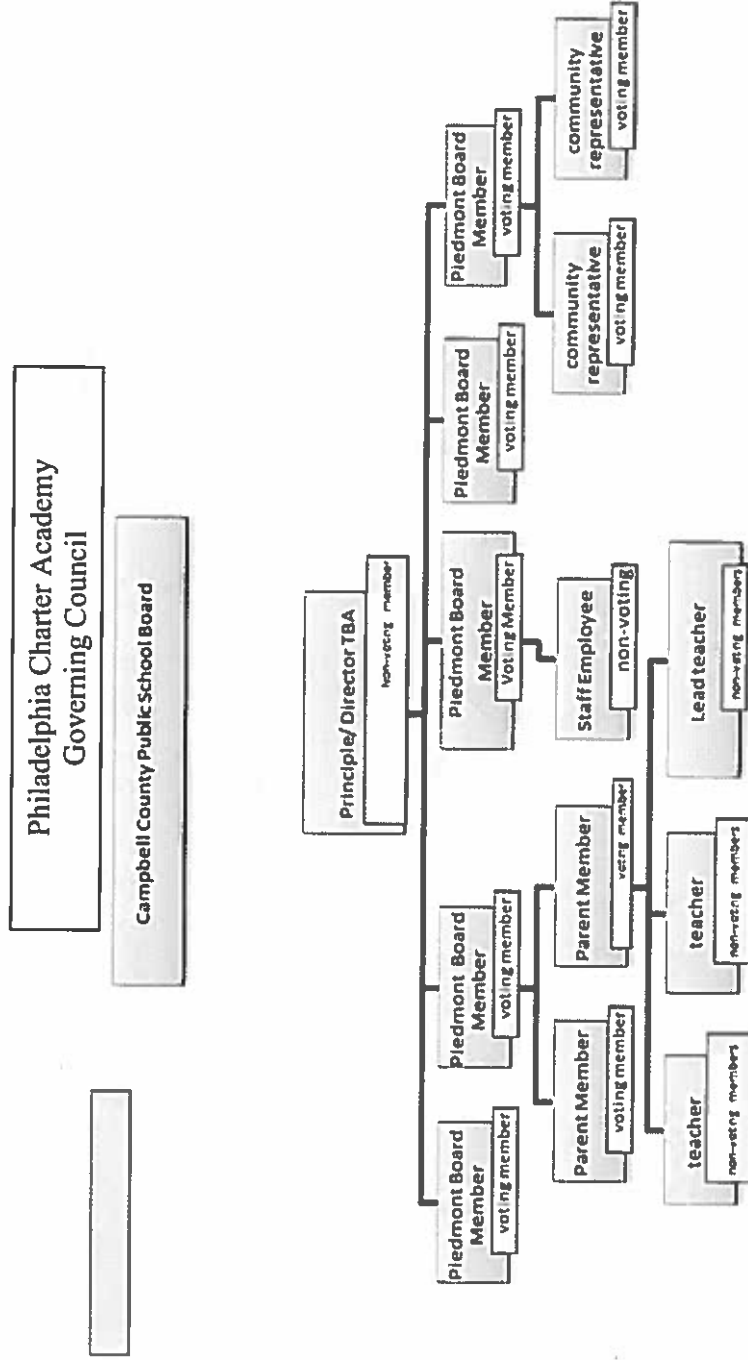 Philadelphia Charter Academy
Governing Council
Campbell County Public School Board
Principle/ Director TBA
Non-voting member
Piedmont Board
Member
voting member
Piedmont Board
Member
voting member
Piedmont Board
Member
Voting Member
Piedmont Board
Member
voting member
Piedmont Board
Member
voting member
Parent Member
voting member
Parent Member
voting member
Staff Employee
non-voting
community
representative
voting member
community
representative
voting member
teacher
non-voting members
teacher
non-voting members
Lead teacher
non-voting members